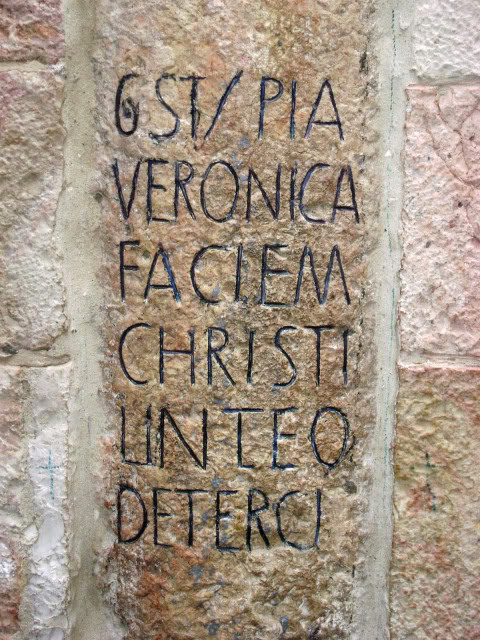 6 ST/ PIA
VERONICA
FACIEM
CHRISTI
LINTEO
DETERCI